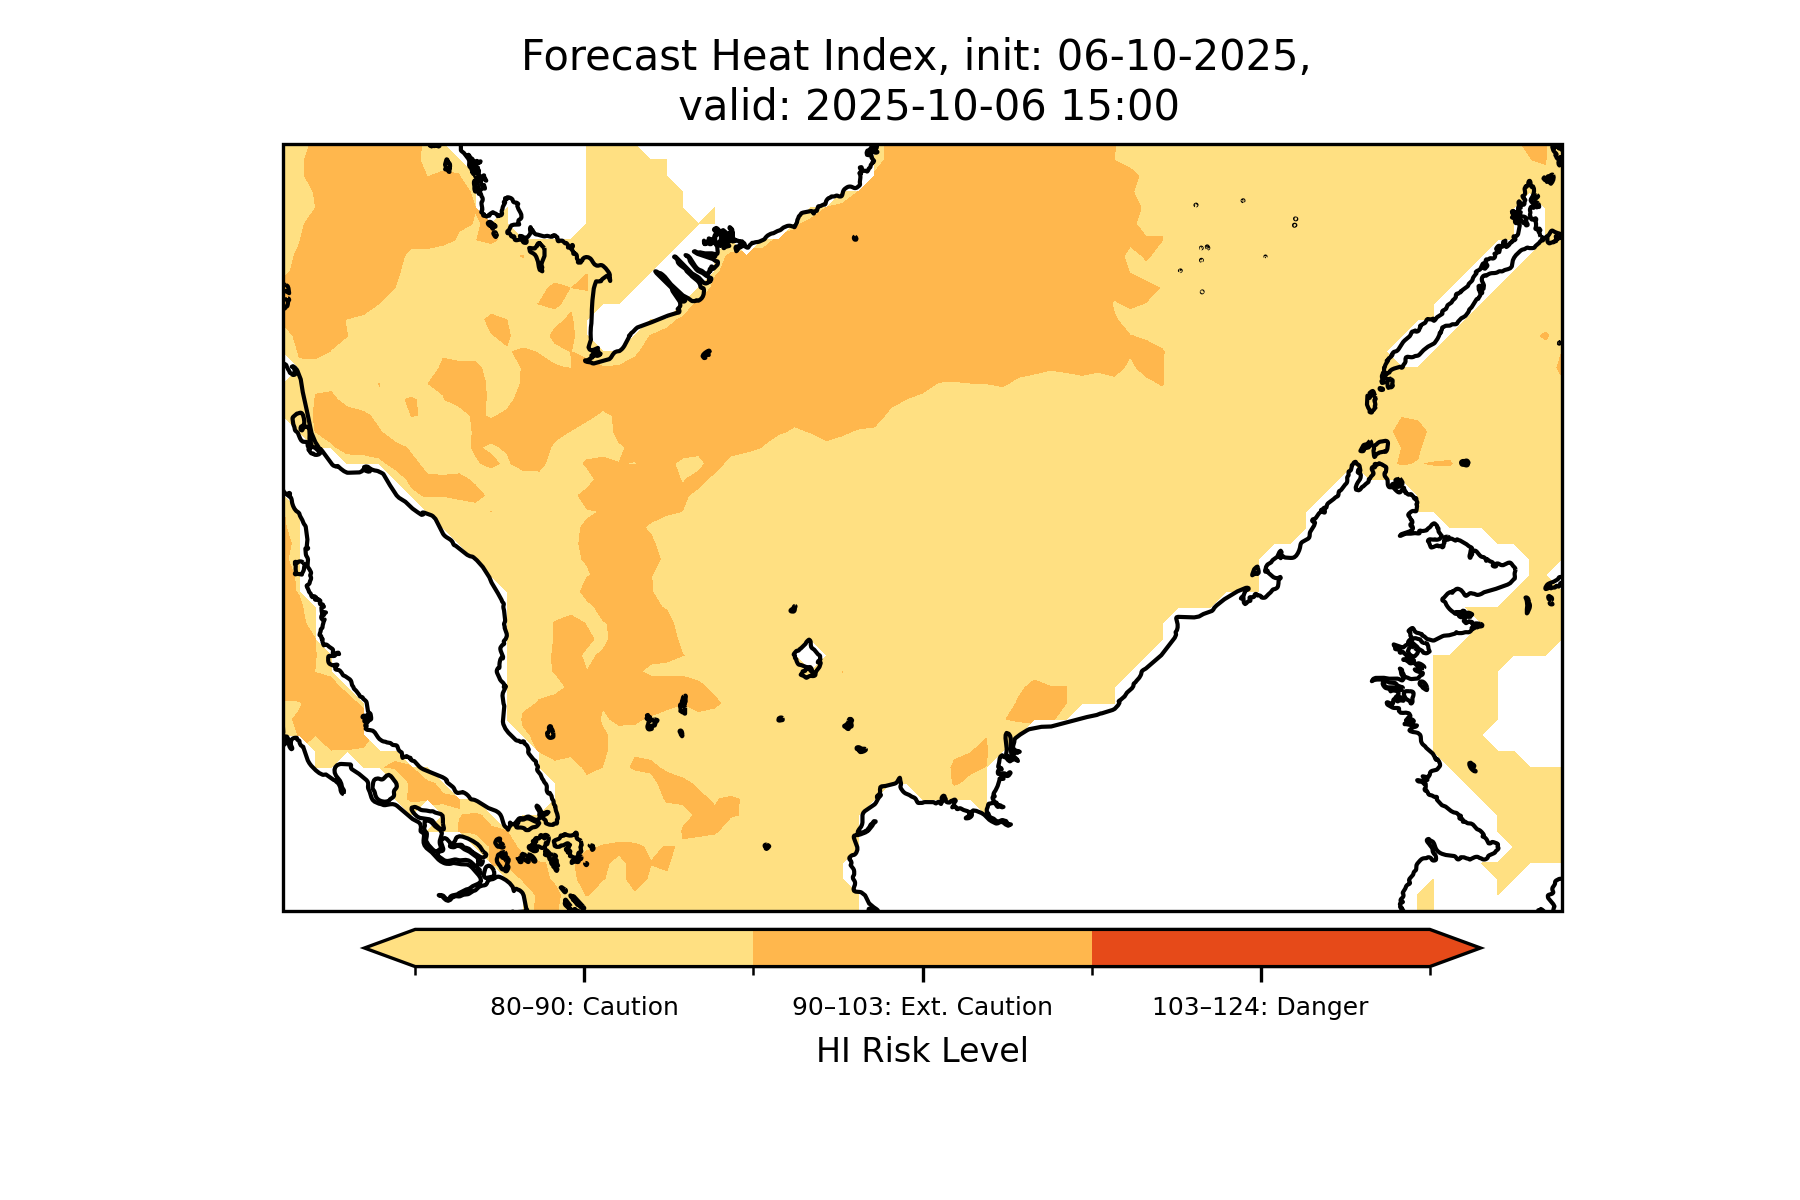 Forecast Heat Index, init: 06-10-2025,
valid: 2025-10-06 15:00
80–90: Caution
90–103: Ext. Caution
103–124: Danger
HI Risk Level